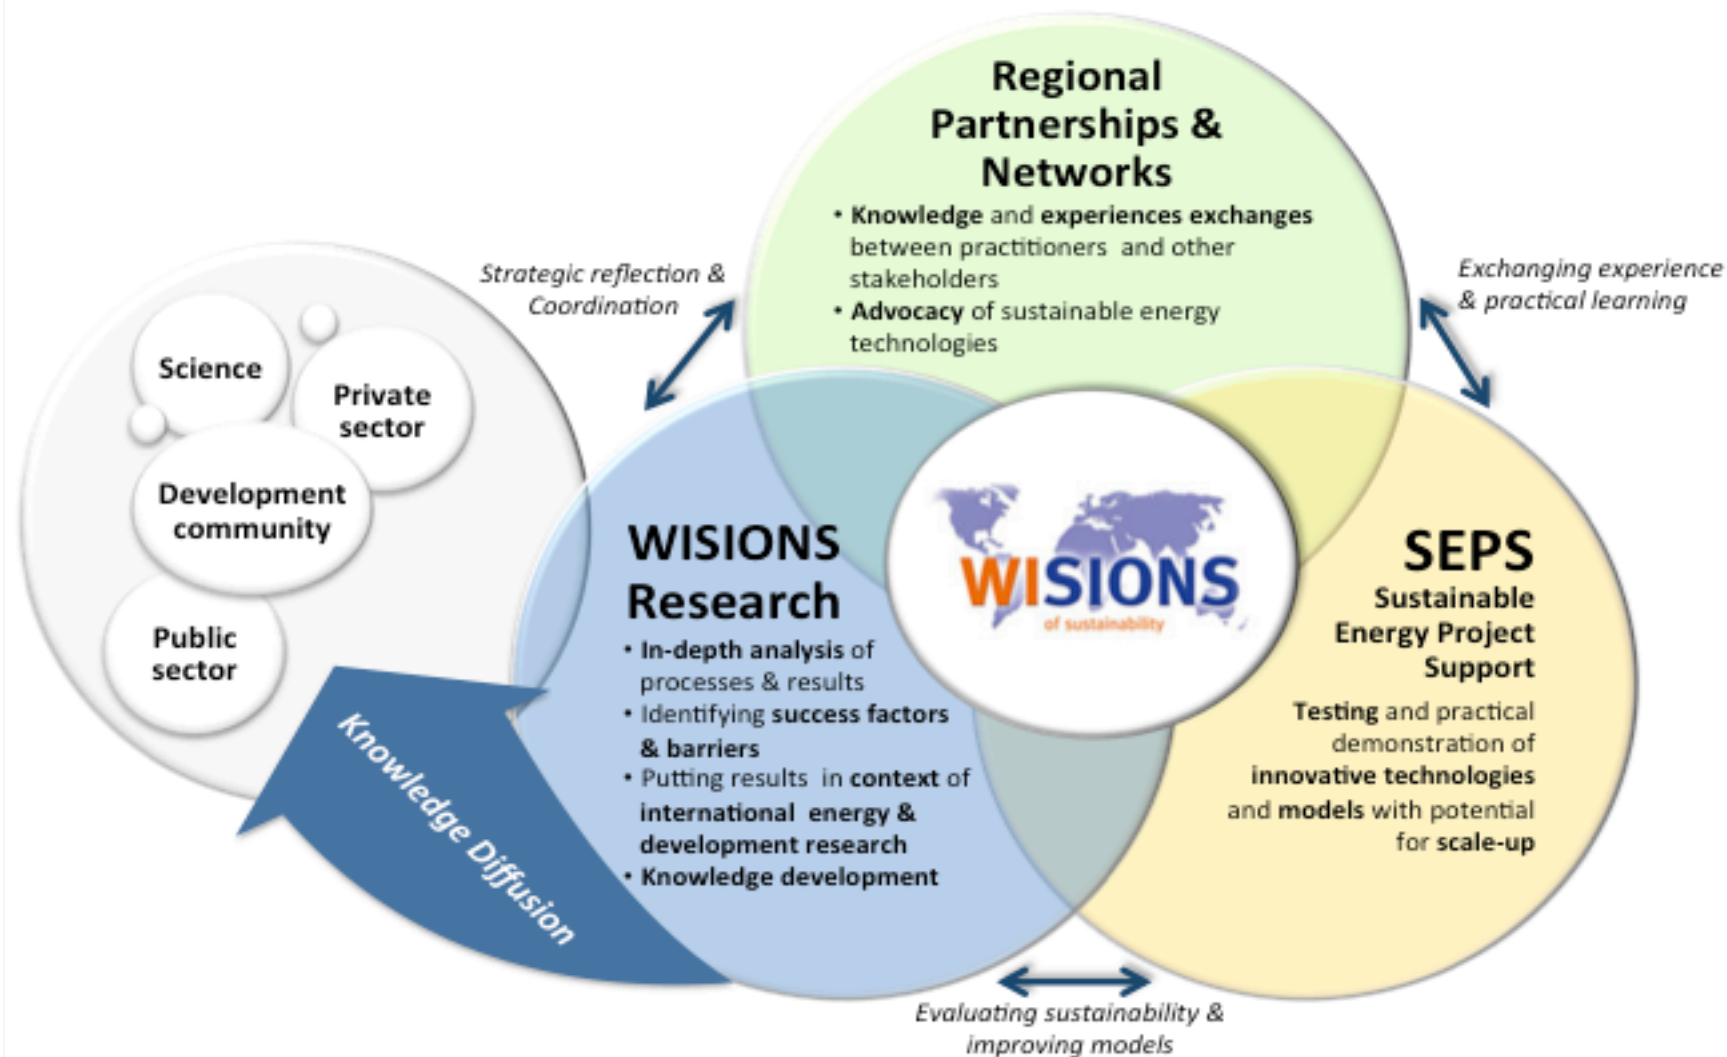 Regional
Partnerships &
Networks
• Knowledge and experiences exchanges
between practitioners and other
stakeholders
• Advocacy of sustainable energy
technologies
Strategic reflection &
Coordination
Exchanging experience
& practical learning
Science
Private
sector
Development
community
Public
sector
Knowledge Diffusion
WISIONS
Research
• In-depth analysis of
processes & results
• Identifying success factors
& barriers
• Putting results in context of
international energy &
development research
• Knowledge development
WISIONS
of sustainability
SEPS
Sustainable
Energy Project
Support
Testing and practical
demonstration of
innovative technologies
and models with potential
for scale-up
Evaluating sustainability &
improving models